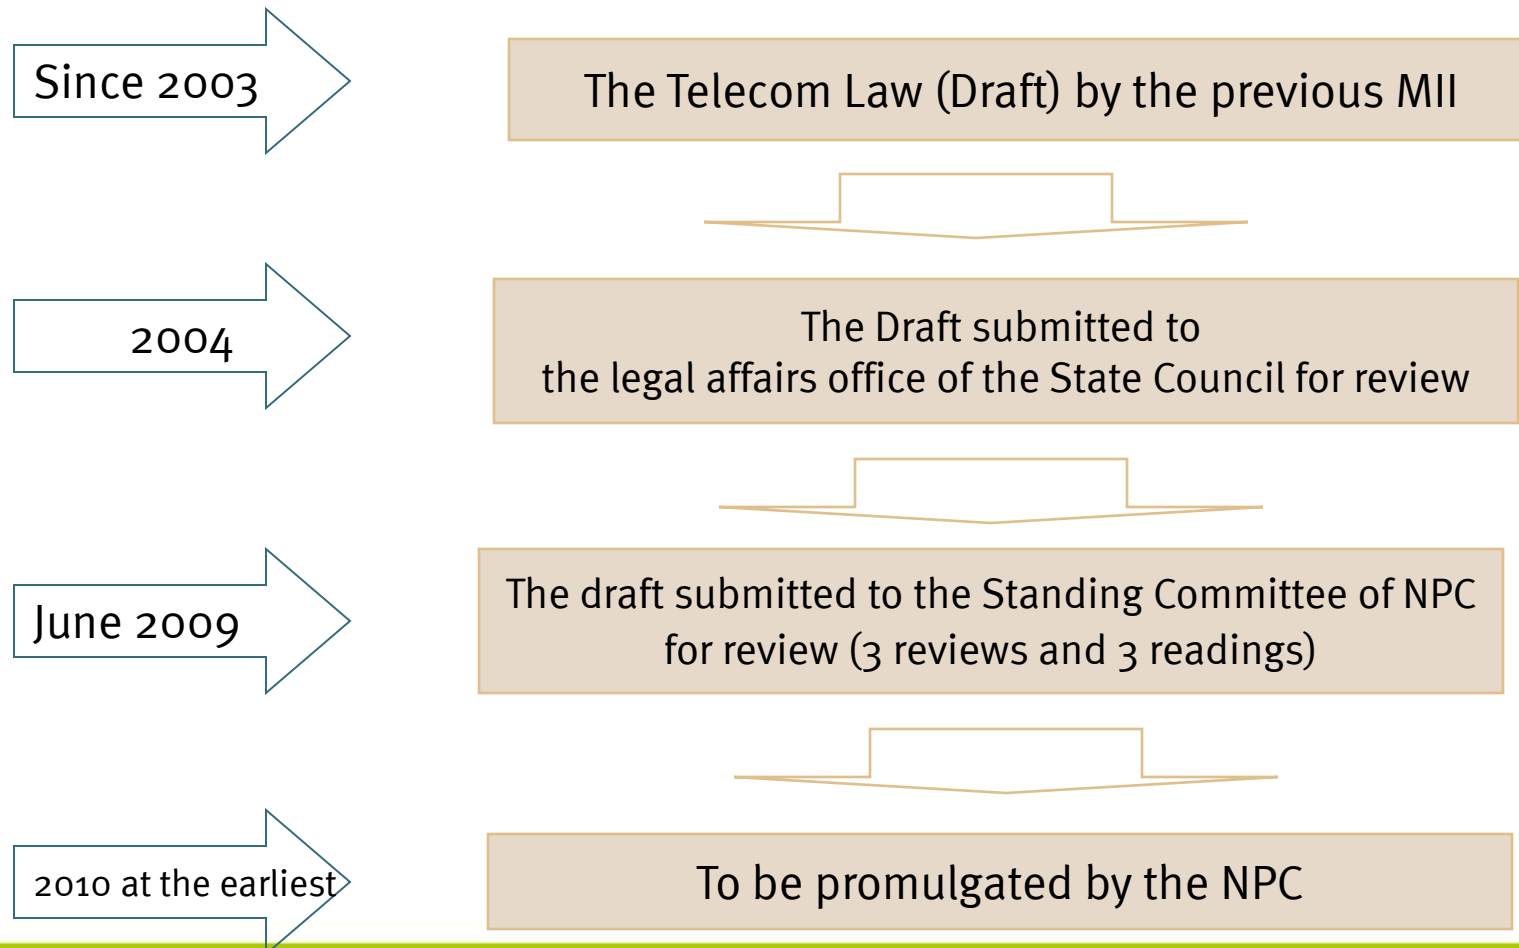 Since 2003
The Telecom Law (Draft) by the previous MII
2004
The Draft submitted to
the legal affairs office of the State Council for review
June 2009
The draft submitted to the Standing Committee of NPC
for review (3 reviews and 3 readings)
2010 at the earliest
To be promulgated by the NPC